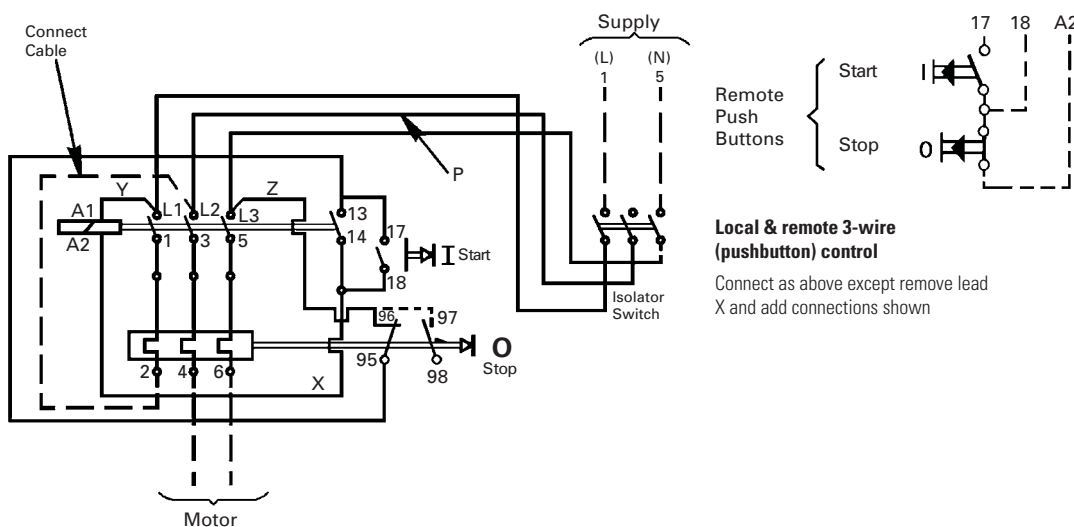 Connect
Cable
Supply
(L) (N)
1 5
P
Y Z
A1 L1 L2 L3 13
A2 1 3 5 14 17
I Start
18
Isolator
Switch
96 97
95 98
O
Stop
2 4 6
X
Motor
17 18 A2
Remote
Push
Buttons
Start I
Stop O
Local & remote 3-wire
(pushbutton) control
Connect as above except remove lead
X and add connections shown